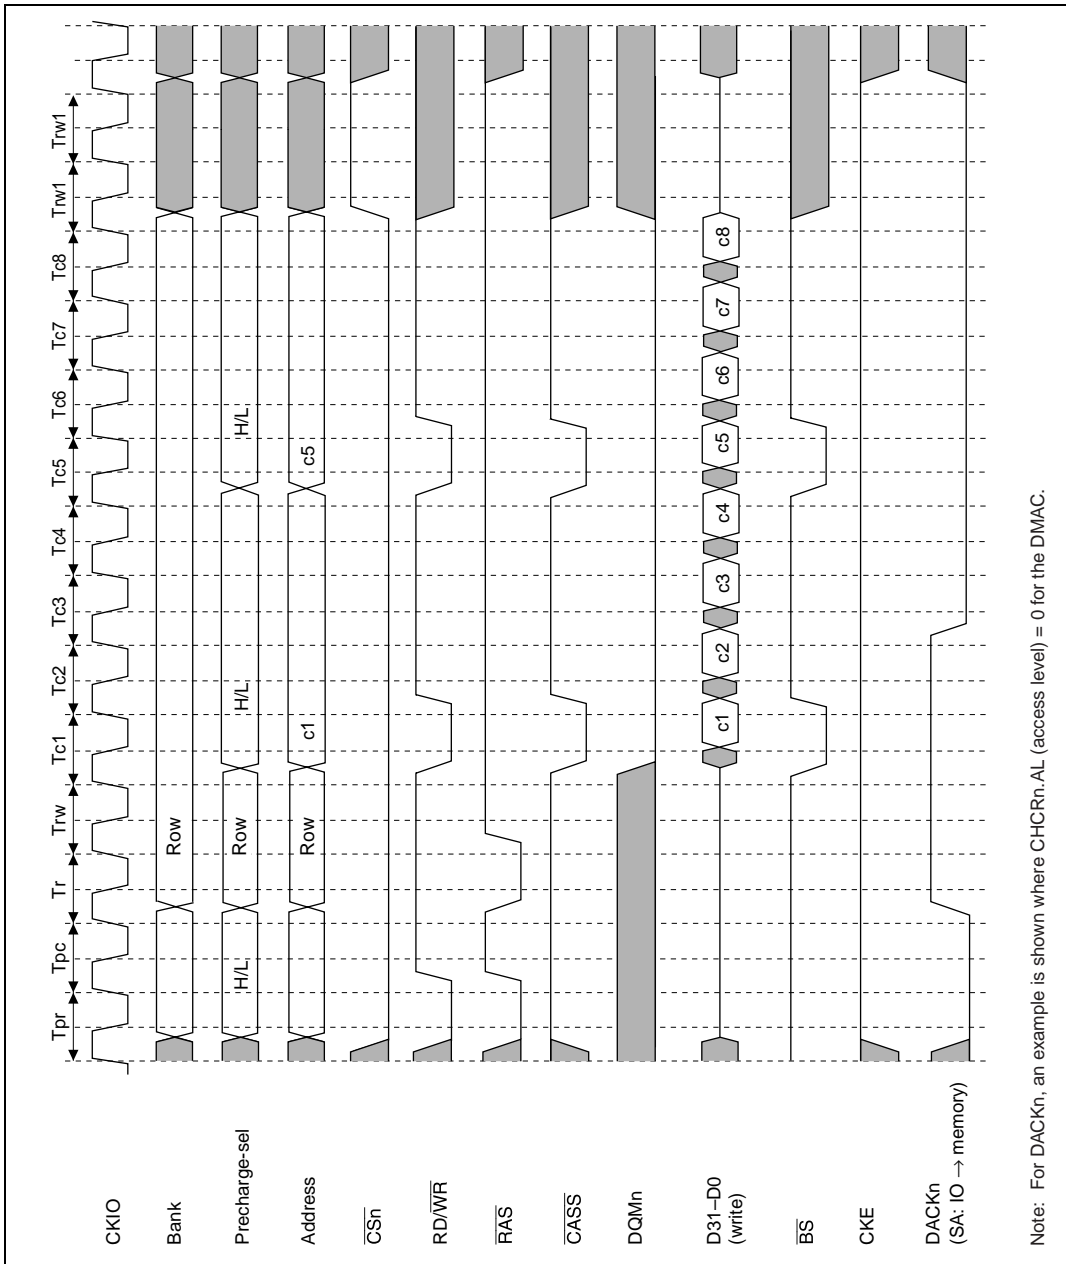 Tpr Tpc Tr Trw Tc1 Tc2 Tc3 Tc4 Tc5 Tc6 Tc7 Tc8 Trw1 Trw1
CKIO
Bank Row
Precharge-sel H/L Row H/L H/L
Address Row c1 c5
CSn
RD/WR
RAS
CASS
DQMn
D31–D0
(write) c1 c2 c3 c4 c5 c6 c7 c8
BS
CKE
DACKn
(SA: IO → memory)
Note: For DACKn, an example is shown where CHCRn.AL (access level) = 0 for the DMAC.